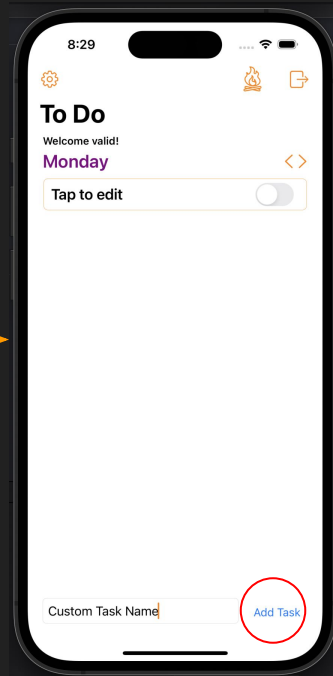 8:29
To Do
Welcome valid!
Monday
Tap to edit
Custom Task Name
Add Task